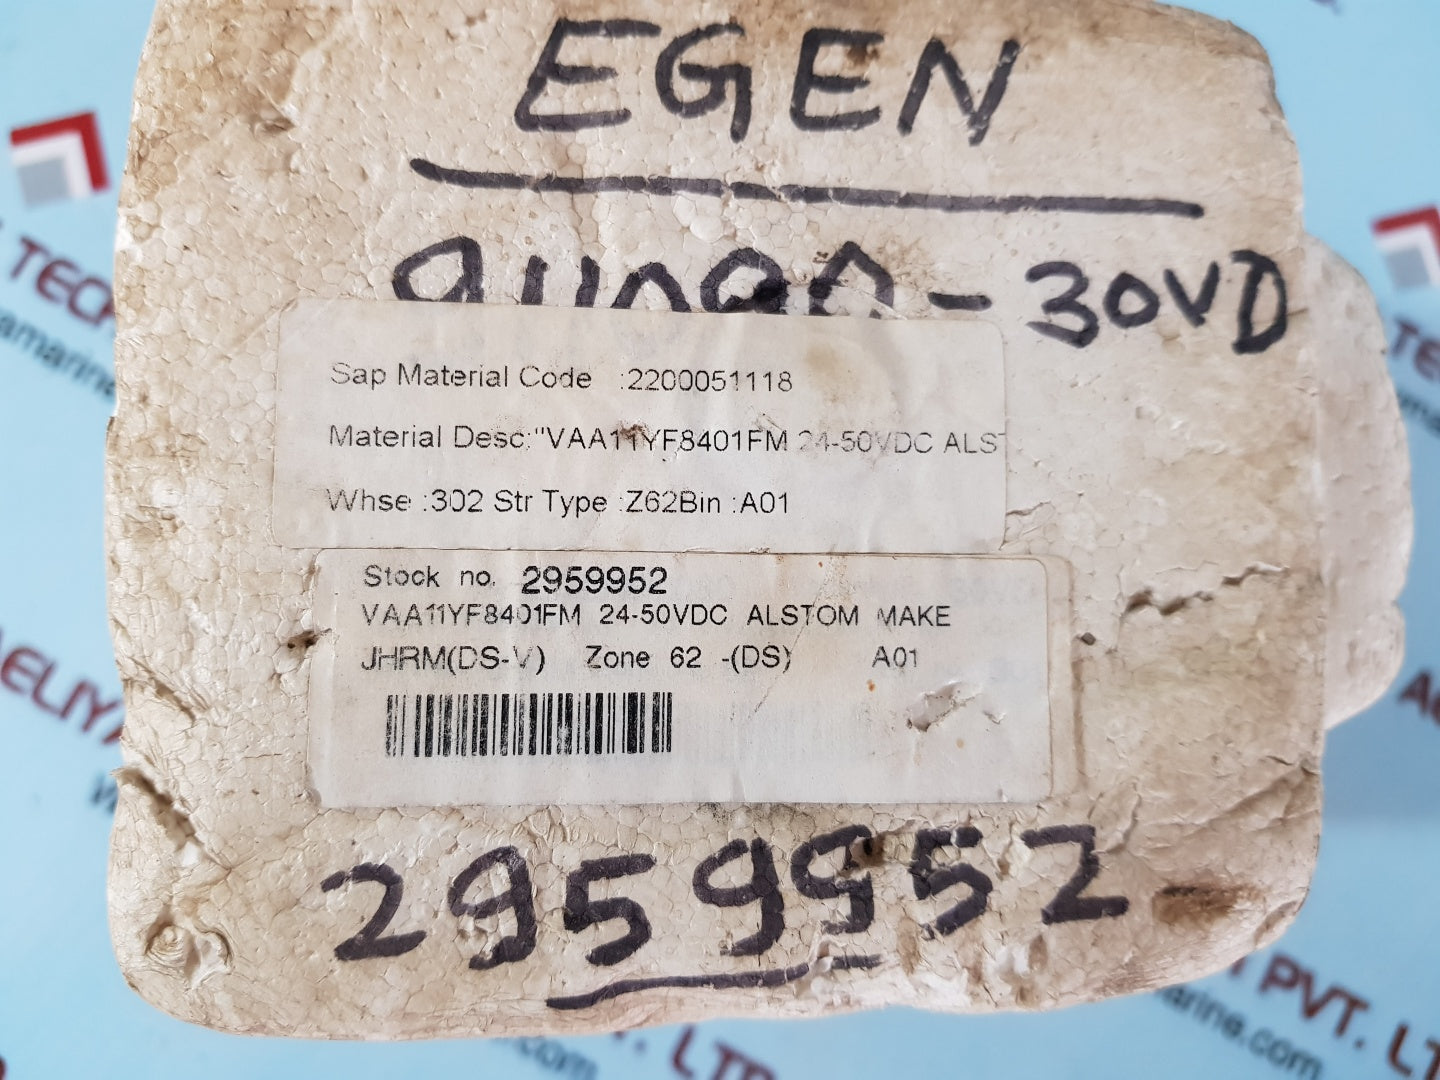 EGEN
- 30VD
Sap Material Code :2200051118
Material Desc:"VAA11YF8401FM 24-50VDC ALST
Whse :302 Str Type :Z62Bin :A01
Stock no. 2959952
VAA11YF8401FM 24-50VDC ALSTOM MAKE
JHRM(DS-V) Zone 62 -(DS) A01
2959952